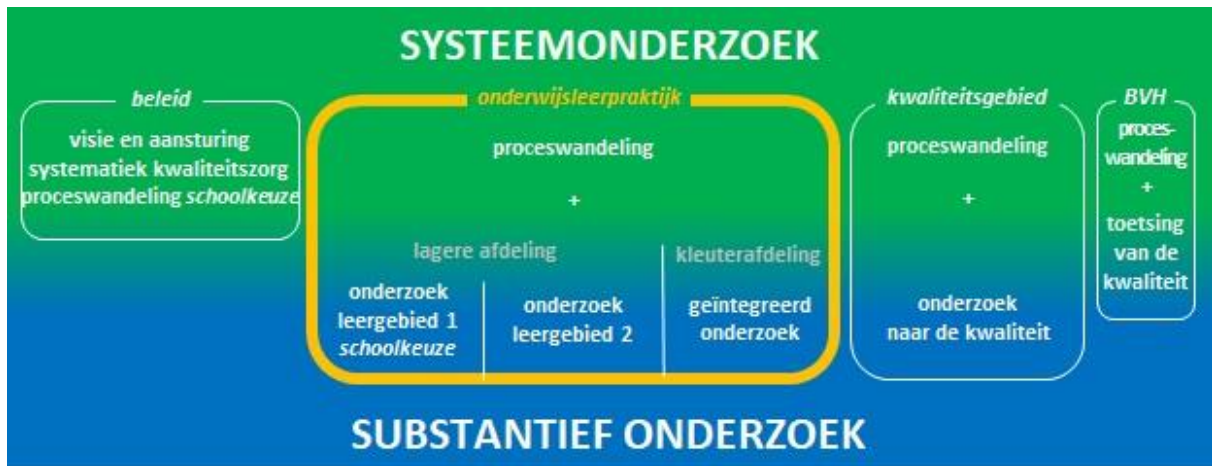 SYSTEEMONDERZOEK
beleid
visie en aansturing
systematiek kwaliteitszorg
proceswandeling schoolkeuze
onderwijsleerpraktijk
proceswandeling
+
lagere afdeling
onderzoek
leergebied 1
schoolkeuze
onderzoek
leergebied 2
kleuterafdeling
geïntegreerd
onderzoek
kwaliteitsgebied
proceswandeling
+
onderzoek
naar de kwaliteit
BVH
proces-
wandeling
+
toetsing
van de
kwaliteit
SUBSTANTIEF ONDERZOEK